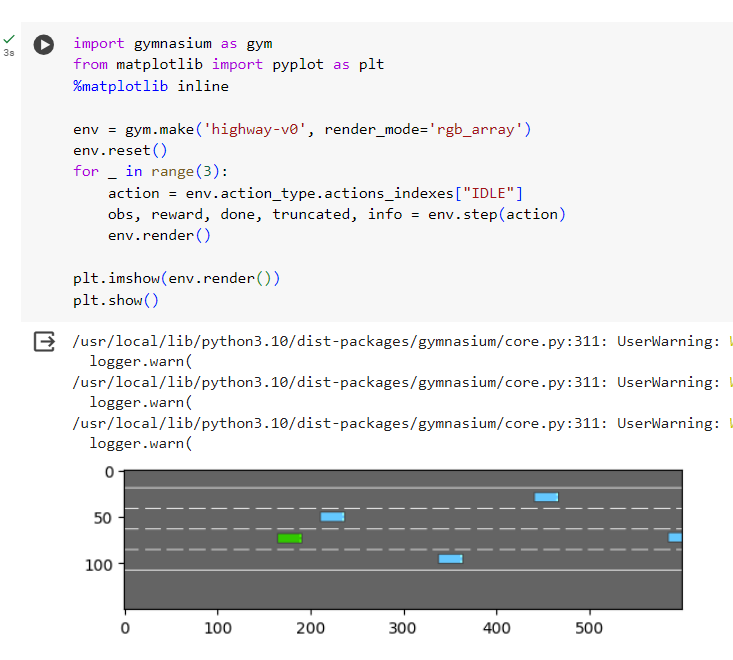 3s
import gymnasium as gym
from matplotlib import pyplot as plt
%matplotlib inline
env = gym.make('highway-v0', render_mode='rgb_array')
env.reset()
for _ in range(3):
    action = env.action_type.actions_indexes["IDLE"]
    obs, reward, done, truncated, info = env.step(action)
    env.render()
plt.imshow(env.render())
plt.show()
/usr/local/lib/python3.10/dist-packages/gymnasium/core.py:311: UserWarning:
  logger.warn(
/usr/local/lib/python3.10/dist-packages/gymnasium/core.py:311: UserWarning:
  logger.warn(
/usr/local/lib/python3.10/dist-packages/gymnasium/core.py:311: UserWarning:
  logger.warn(
0
50
100
0 100 200 300 400 500